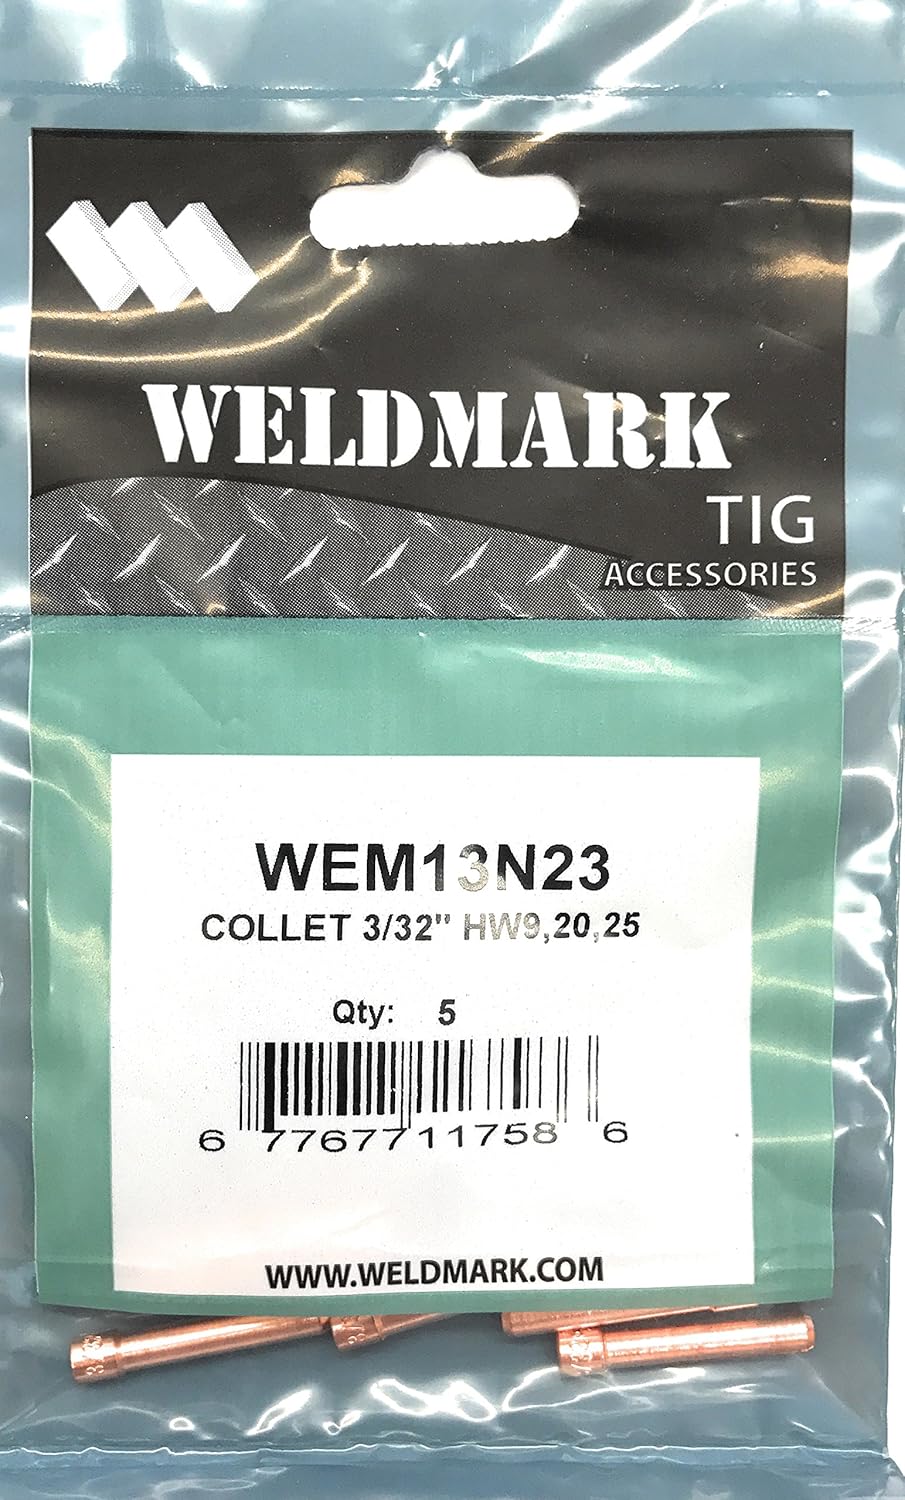 WELDMARK
TIG
ACCESSORIES
WEM13N23
COLLET 3/32" HW9,20,25
Qty: 5
6 77677 11758 6
WWW.WELDMARK.COM